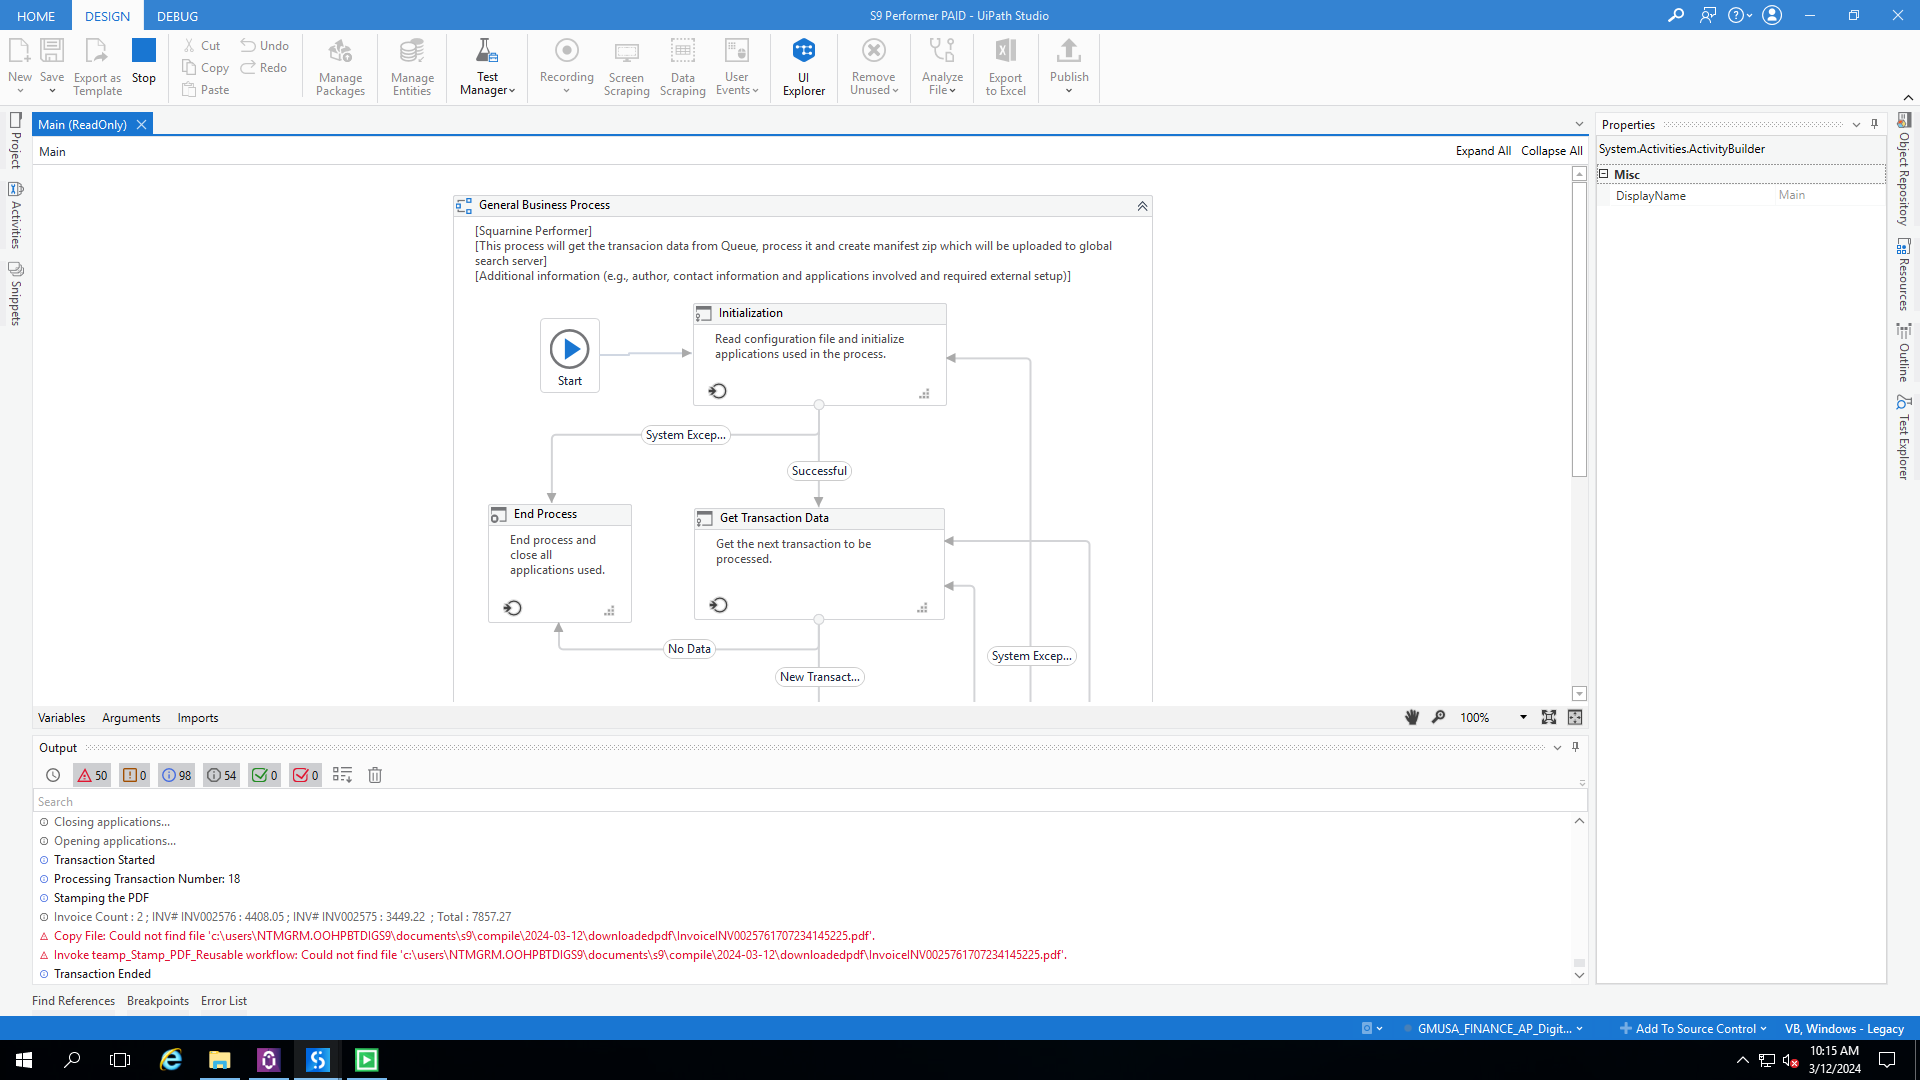 HOME
DESIGN
DEBUG
S9 Performer PAID - UiPath Studio
New
Save
Export as
Template
Stop
Cut
Copy
Paste
Undo
Redo
Manage
Packages
Manage
Entities
Test
Manager
Recording
Screen
Scraping
Data
Scraping
User
Events
UI
Explorer
Remove
Unused
Analyze
File
Export
to Excel
Publish
Project
Activities
Snippets
Main (ReadOnly)
Main
Expand All
Collapse All
General Business Process
[Squarnine Performer]
[This process will get the transacion data from Queue, process it and create manifest zip which will be uploaded to global
search server]
[Additional information (e.g., author, contact information and applications involved and required external setup)]
Start
Initialization
Read configuration file and initialize
applications used in the process.
System Excep...
Successful
End Process
End process and
close all
applications used.
Get Transaction Data
Get the next transaction to be
processed.
No Data
New Transact...
System Excep...
Variables
Arguments
Imports
100%
Properties
System.Activities.ActivityBuilder
Misc
DisplayName
Main
Object Repository
Resources
Outline
Test Explorer
Output
50
0
98
54
0
0
Search
Closing applications...
Opening applications...
Transaction Started
Processing Transaction Number: 18
Stamping the PDF
Invoice Count : 2 ; INV# INV002576 : 4408.05 ; INV# INV002575 : 3449.22  ; Total : 7857.27
Copy File: Could not find file 'c:\users\NTMGRM.OOHPBTDIGS9\documents\s9\compile\2024-03-12\downloadedpdf\InvoiceINV0025761707234145225.pdf'.
Invoke teamp_Stamp_PDF_Reusable workflow: Could not find file 'c:\users\NTMGRM.OOHPBTDIGS9\documents\s9\compile\2024-03-12\downloadedpdf\InvoiceINV0025761707234145225.pdf'.
Transaction Ended
Find References
Breakpoints
Error List
GMUSA_FINANCE_AP_Digit...
Add To Source Control
VB, Windows - Legacy
10:15 AM
3/12/2024